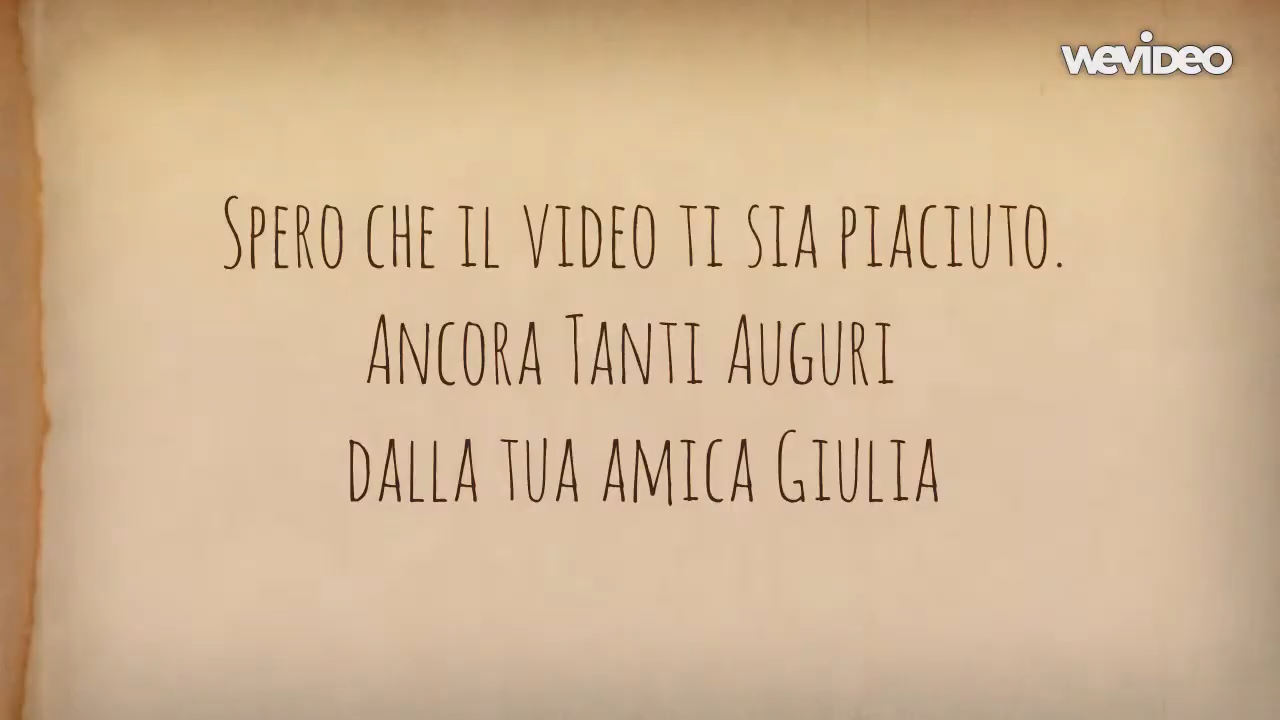 wevideo
Spero che il video ti sia piaciuto.
Ancora Tanti Auguri
dalla tua amica Giulia